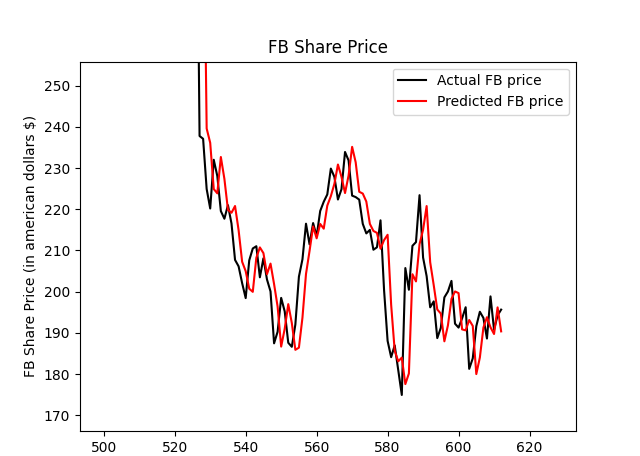 FB Share Price
Actual FB price
Predicted FB price
FB Share Price (in american dollars $)
250
240
230
220
210
200
190
180
170
500 520 540 560 580 600 620